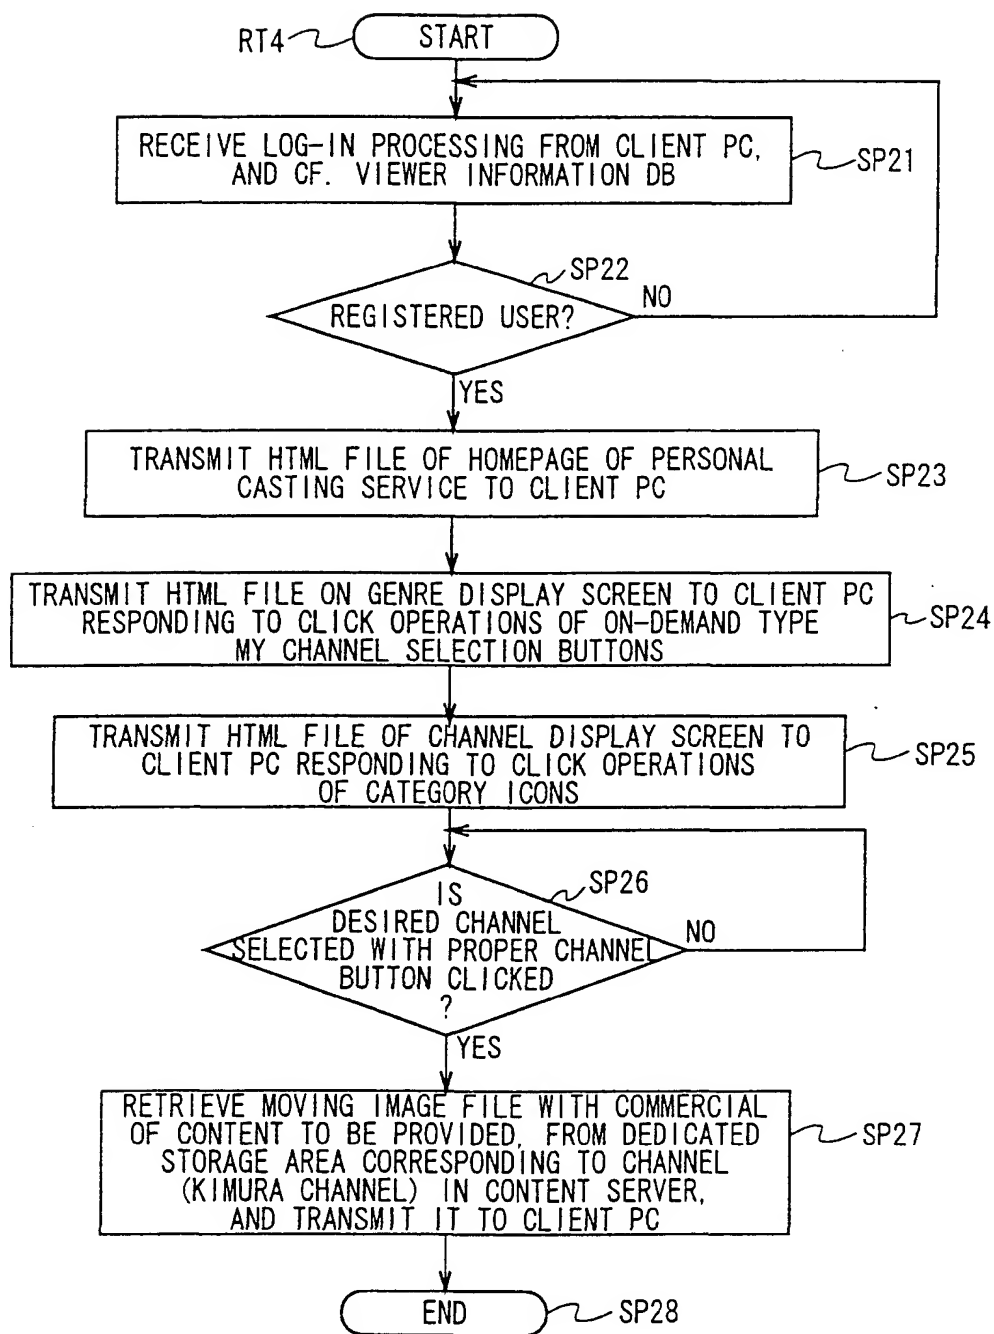 RT4
START
RECEIVE LOG-IN PROCESSING FROM CLIENT PC,
AND CF. VIEWER INFORMATION DB
SP21
SP22
REGISTERED USER?
NO
YES
TRANSMIT HTML FILE OF HOMEPAGE OF PERSONAL
CASTING SERVICE TO CLIENT PC
SP23
TRANSMIT HTML FILE ON GENRE DISPLAY SCREEN TO CLIENT PC
RESPONDING TO CLICK OPERATIONS OF ON-DEMAND TYPE
MY CHANNEL SELECTION BUTTONS
SP24
TRANSMIT HTML FILE OF CHANNEL DISPLAY SCREEN TO
CLIENT PC RESPONDING TO CLICK OPERATIONS
OF CATEGORY ICONS
SP25
SP26
IS
DESIRED CHANNEL
SELECTED WITH PROPER CHANNEL
BUTTON CLICKED
?
NO
YES
RETRIEVE MOVING IMAGE FILE WITH COMMERCIAL
OF CONTENT TO BE PROVIDED, FROM DEDICATED
STORAGE AREA CORRESPONDING TO CHANNEL
(KIMURA CHANNEL) IN CONTENT SERVER,
AND TRANSMIT IT TO CLIENT PC
SP27
END
SP28